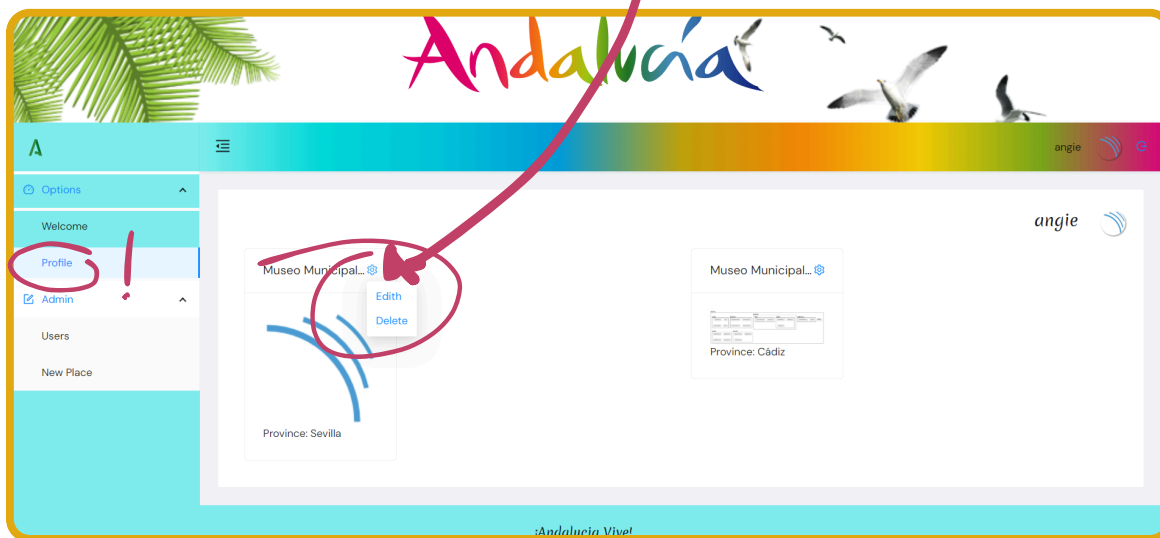 Andalucía
angie
Options
Welcome
angie
Profile
!
Museo Municipal...
Museo Municipal...
Admin
Edith
Delete
Users
Province: Cádiz
New Place
Province: Sevilla
¡Andalucia Vive!